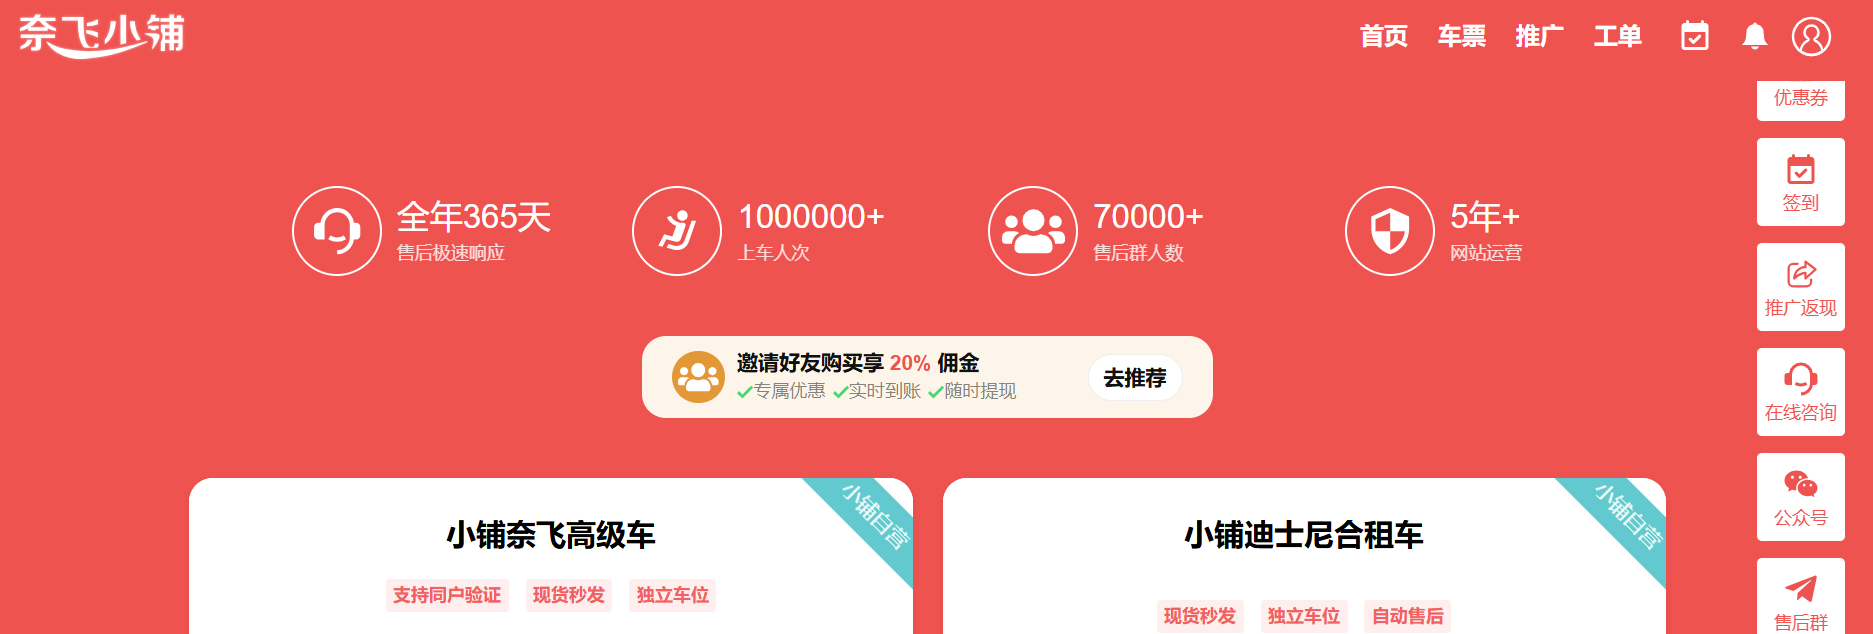 奈飞小铺
首页 车票 推广 工单
优惠券
签到
推广返现
在线咨询
公众号
售后群
全年365天
售后极速响应
1000000+
上车人次
70000+
售后群人数
5年+
网站运营
邀请好友购买享 20% 佣金
专属优惠 实时到账 随时提现
去推荐
小铺自营
小铺奈飞高级车
支持同户验证 现货秒发 独立车位
小铺自营
小铺迪士尼合租车
现货秒发 独立车位 自动售后